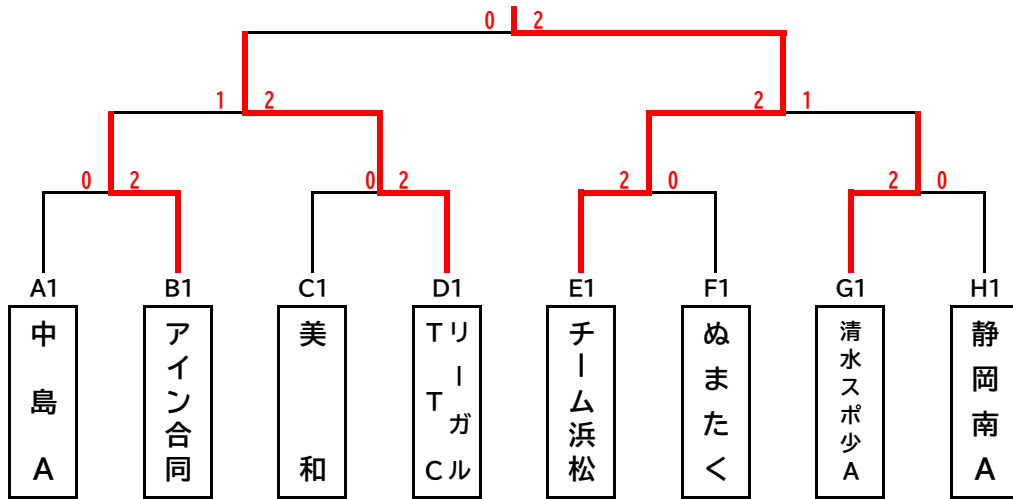 0 2
1 2
2 1
0 2
0 2
2 0
2 0
A1
B1
C1
D1
E1
F1
G1
H1
中島A
アイン合同
美和
リーガル
TTC
チーム浜松
ぬまたく
清水スポ少A
静岡南A